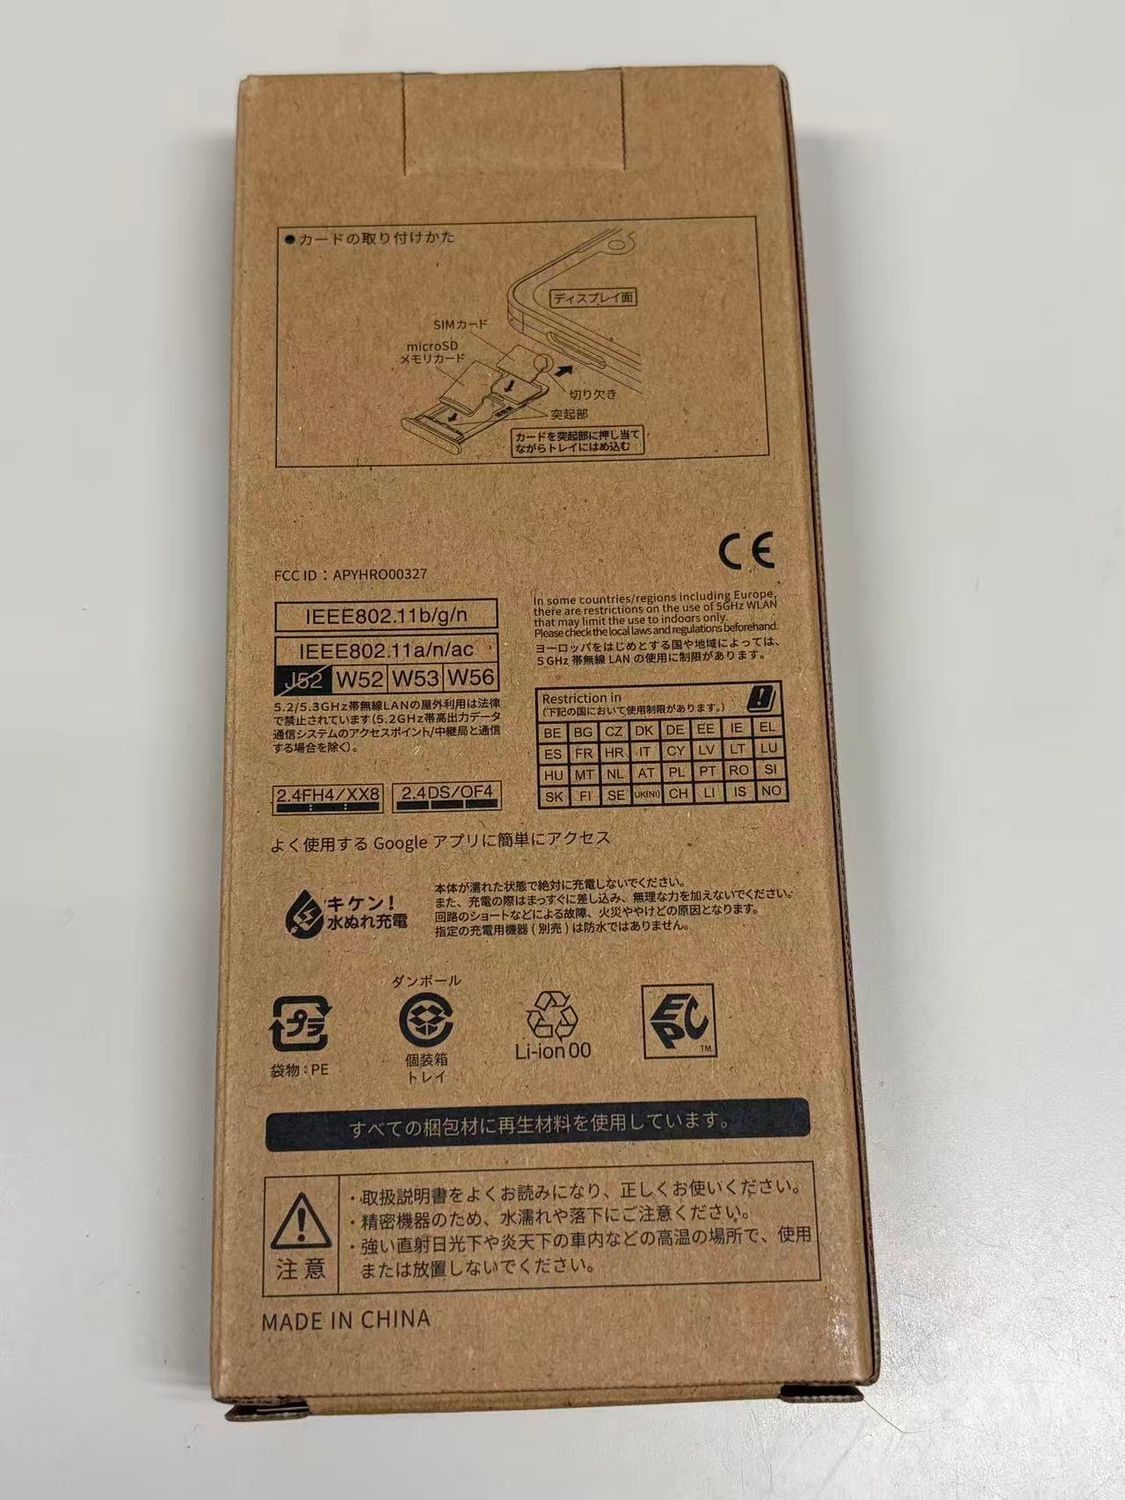 ●カードの取り付けかた
ディスプレイ面
SIMカード
microSD
メモリカード
切り欠き
突起部
カードを突起部に押し当て
ながらトレイにはめ込む
CE
FCC ID : APYHRO00327
IEEE802.11b/g/n
IEEE802.11a/n/ac
J52 W52 W53 W56
5.2/5.3GHz帯無線LANの屋外利用は法律
で禁止されています(5.2GHz帯高出力データ
通信システムのアクセスポイント/中継局と通信
する場合を除く)。
2.4FH4/XX8 2.4DS/OF4
In some countries/regions including Europe,
there are restrictions on the use of 5GHz WLAN
that may limit the use to indoors only.
Please check the local laws and regulations beforehand.
ヨーロッパをはじめとする国や地域によっては、
5GHz 帯無線 LAN の使用に制限があります。
Restriction in
(下記の国において使用制限があります。)
BE BG CZ DK DE EE IE EL
ES FR HR IT CY LV LT LU
HU MT NL AT PL PT RO SI
SK FI SE UK(NI) CH LI IS NO
よく使用する Google アプリに簡単にアクセス
キケン!
水ぬれ充電
本体が濡れた状態で絶対に充電しないでください。
また、充電の際はまっすぐに差し込み、無理な力を加えないでください。
回路のショートなどによる故障、火災ややけどの原因となります。
指定の充電用機器(別売)は防水ではありません。
プラ
袋物:PE
ダンボール
個装箱
トレイ
Li-ion 00
EPC
TM
すべての梱包材に再生材料を使用しています。
注意
・取扱説明書をよくお読みになり、正しくお使いください。
・精密機器のため、水濡れや落下にご注意ください。
・強い直射日光下や炎天下の車内などの高温の場所で、使用
または放置しないでください。
MADE IN CHINA